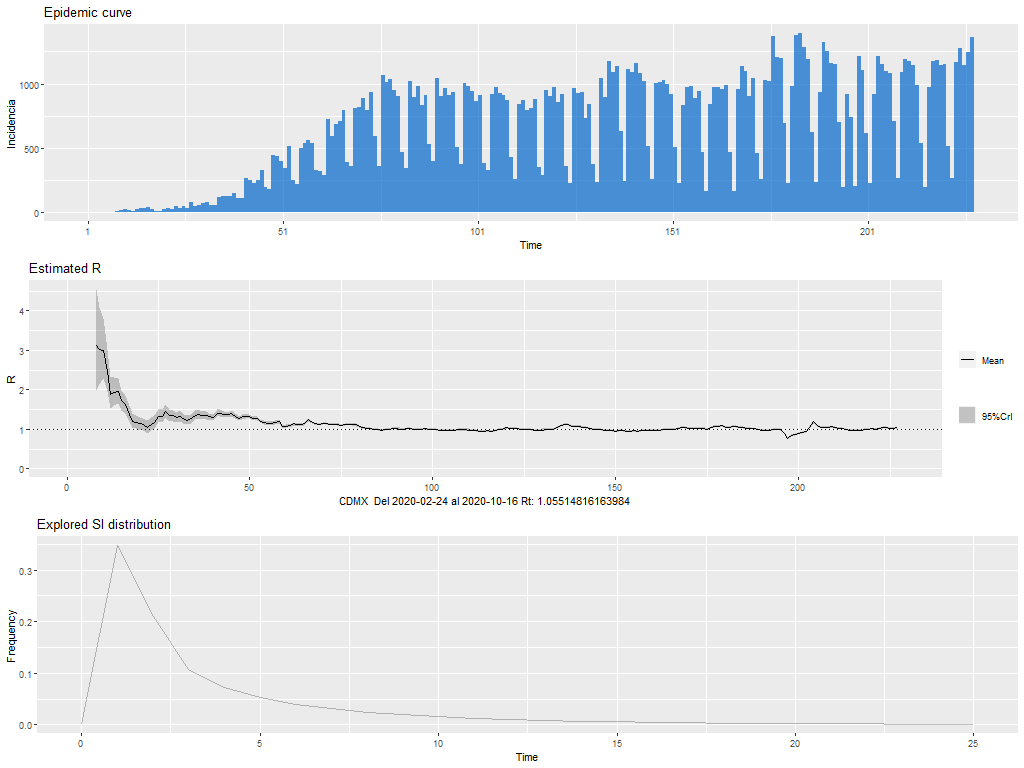 Epidemic curve
1000
500
0
Incidencia
1 51 101 151 201
Time
Estimated R
4
3
2
1
0
R
Mean
95%CrI
0 50 100 150 200
CDMX Del 2020-02-24 al 2020-10-16 Rt: 1.05514816163984
Explored SI distribution
0.3
0.2
0.1
0.0
Frequency
0 5 10 15 20 25
Time